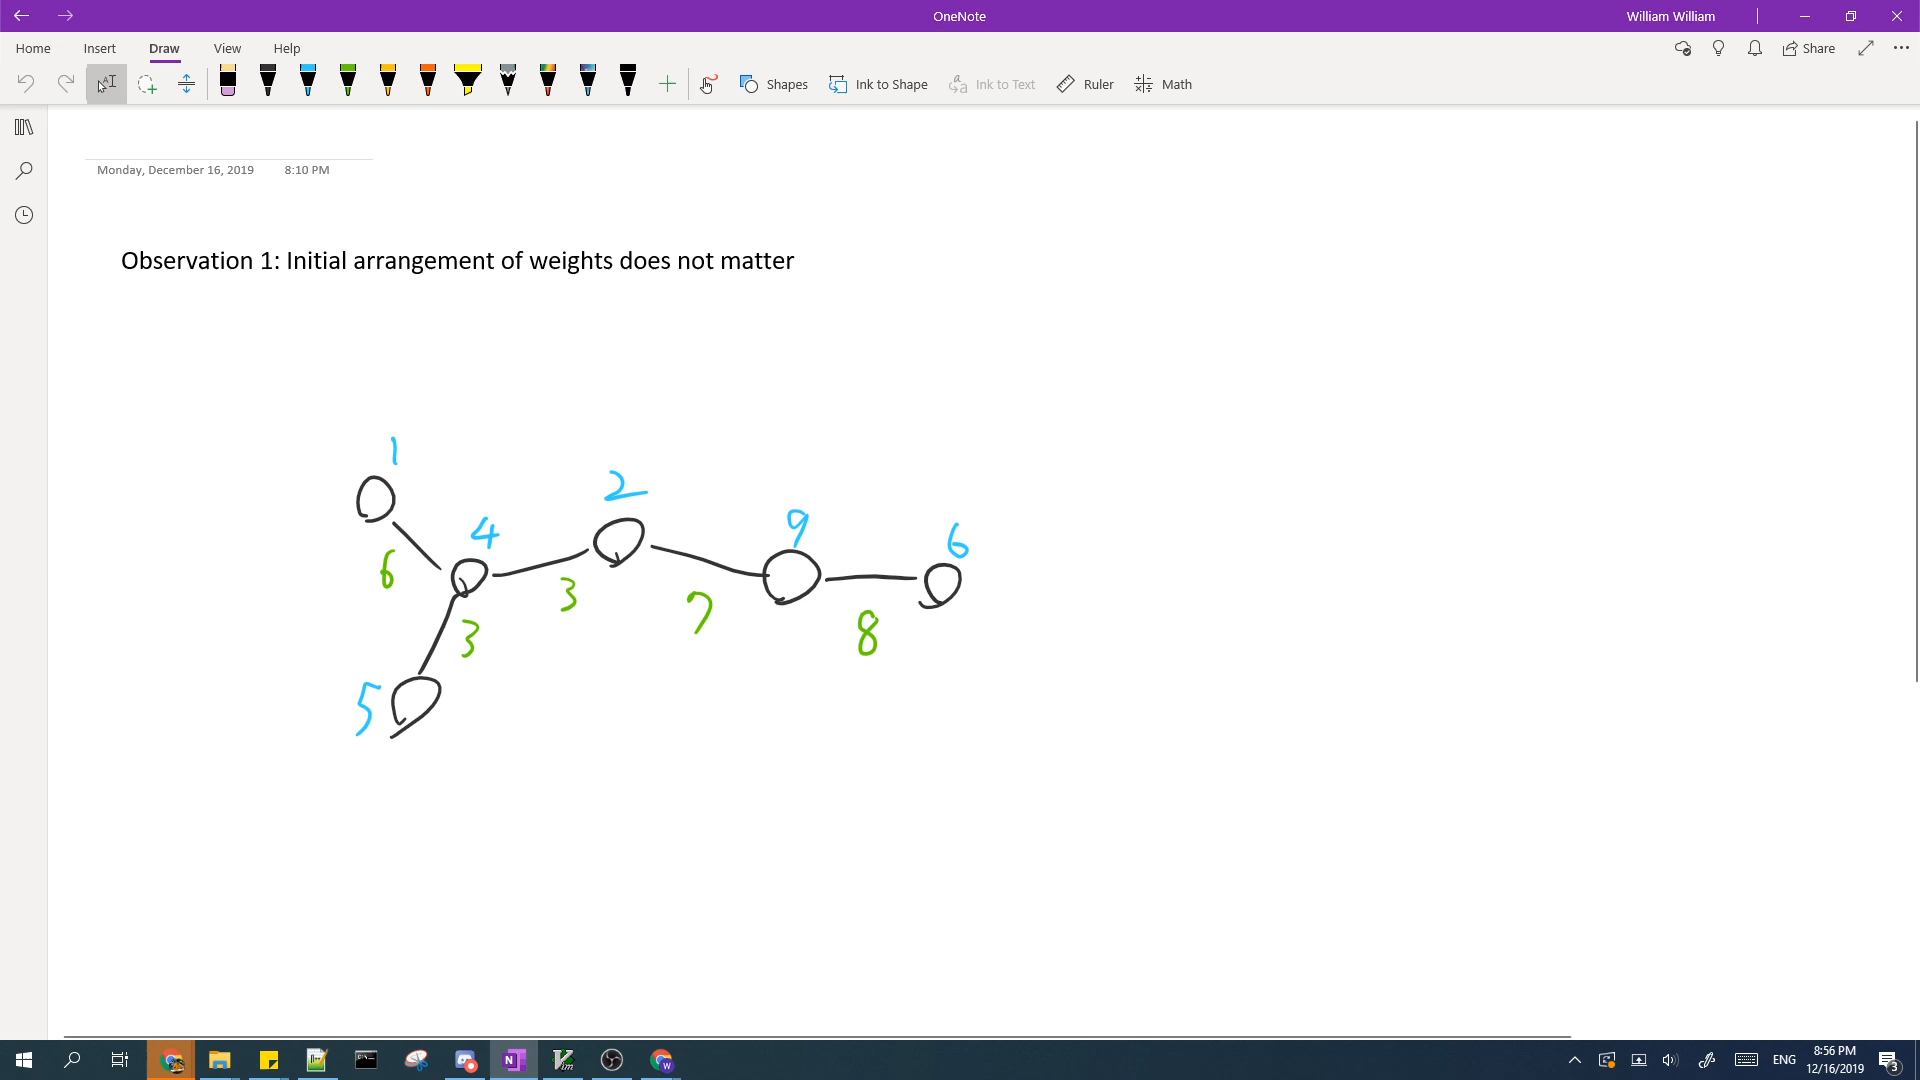 OneNote
William William
Home Insert Draw View Help
Share
Shapes Ink to Shape Ink to Text Ruler Math
Monday, December 16, 2019 8:10 PM
Observation 1: Initial arrangement of weights does not matter
1
2
4
9
6
6
3
7
8
3
5
ENG
8:56 PM
12/16/2019
3